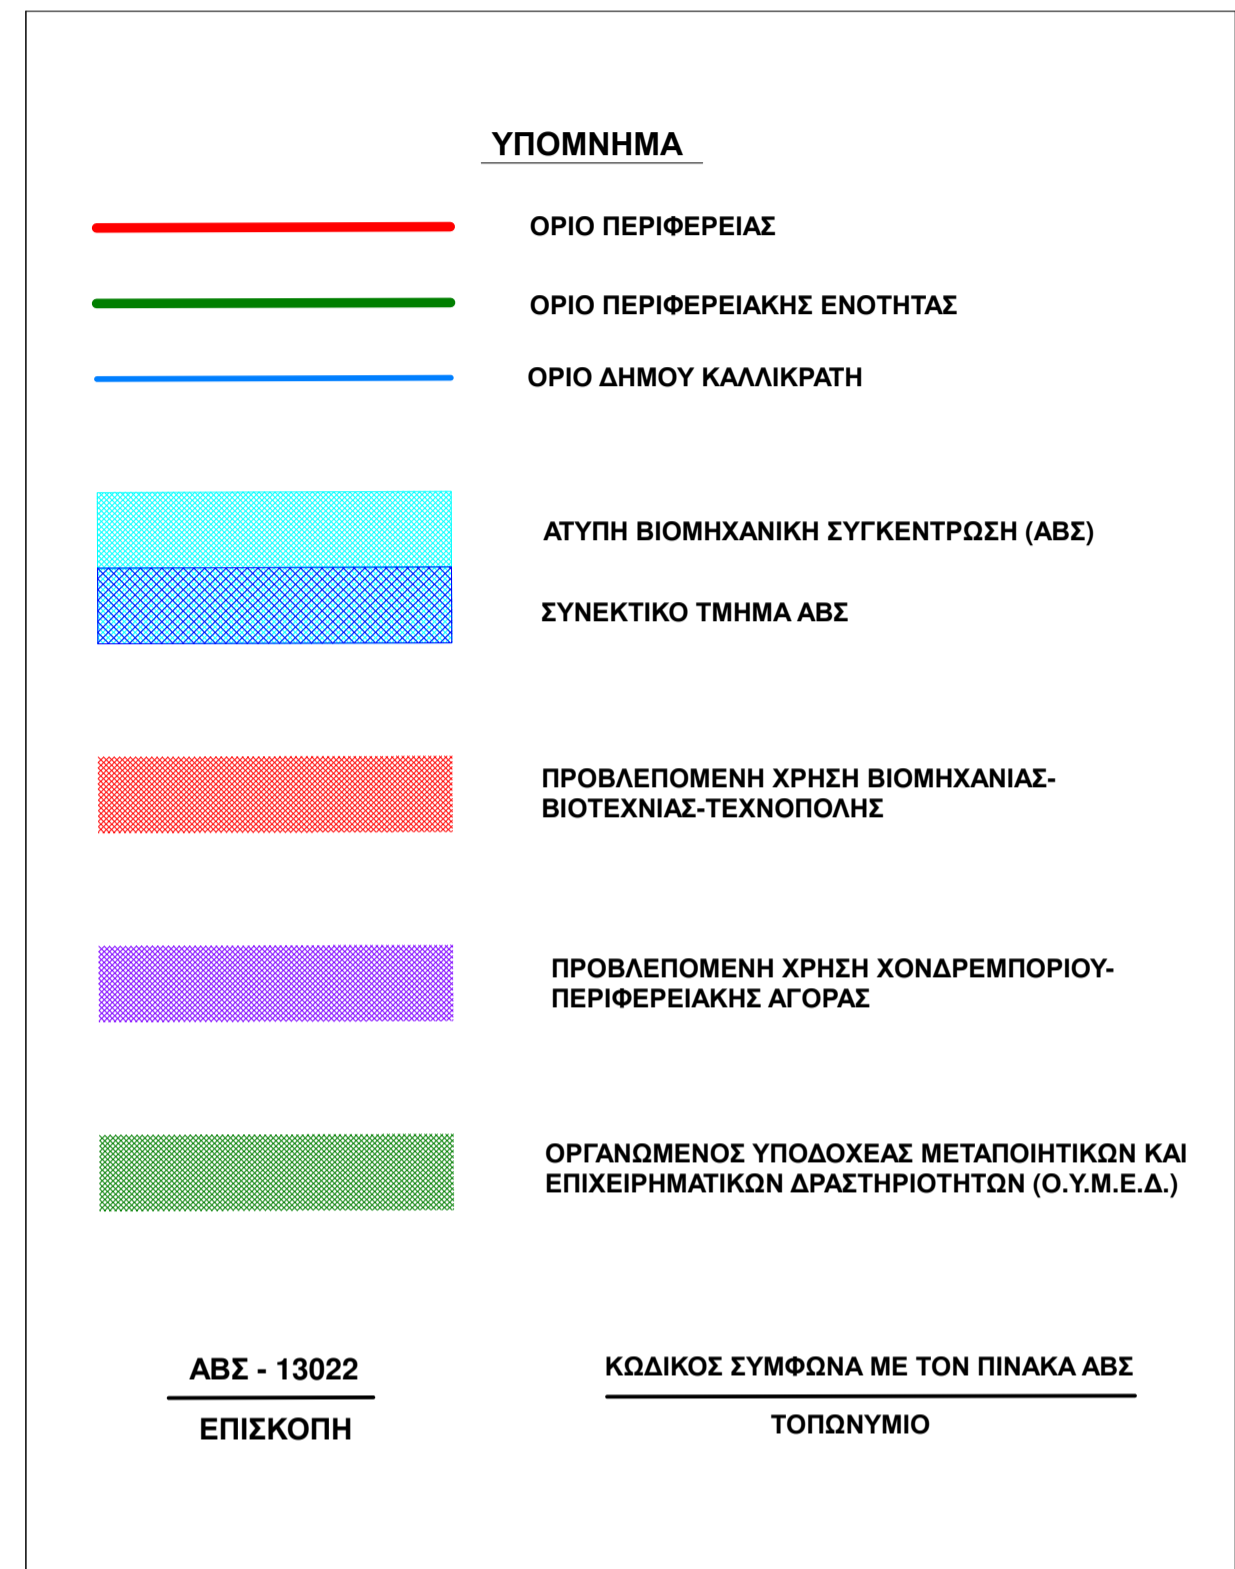 ΥΠΟΜΝΗΜΑ
ΟΡΙΟ ΠΕΡΙΦΕΡΕΙΑΣ
ΟΡΙΟ ΠΕΡΙΦΕΡΕΙΑΚΗΣ ΕΝΟΤΗΤΑΣ
ΟΡΙΟ ΔΗΜΟΥ ΚΑΛΛΙΚΡΑΤΗ
ΑΤΥΠΗ ΒΙΟΜΗΧΑΝΙΚΗ ΣΥΓΚΕΝΤΡΩΣΗ (ΑΒΣ)
ΣΥΝΕΚΤΙΚΟ ΤΜΗΜΑ ΑΒΣ
ΠΡΟΒΛΕΠΟΜΕΝΗ ΧΡΗΣΗ ΒΙΟΜΗΧΑΝΙΑΣ-
ΒΙΟΤΕΧΝΙΑΣ-ΤΕΧΝΟΠΟΛΗΣ
ΠΡΟΒΛΕΠΟΜΕΝΗ ΧΡΗΣΗ ΧΟΝΔΡΕΜΠΟΡΙΟΥ-
ΠΕΡΙΦΕΡΕΙΑΚΗΣ ΑΓΟΡΑΣ
ΟΡΓΑΝΩΜΕΝΟΣ ΥΠΟΔΟΧΕΑΣ ΜΕΤΑΠΟΙΗΤΙΚΩΝ ΚΑΙ
ΕΠΙΧΕΙΡΗΜΑΤΙΚΩΝ ΔΡΑΣΤΗΡΙΟΤΗΤΩΝ (Ο.Υ.Μ.Ε.Δ.)
ΑΒΣ - 13022
ΕΠΙΣΚΟΠΗ
ΚΩΔΙΚΟΣ ΣΥΜΦΩΝΑ ΜΕ ΤΟΝ ΠΙΝΑΚΑ ΑΒΣ
ΤΟΠΩΝΥΜΙΟ